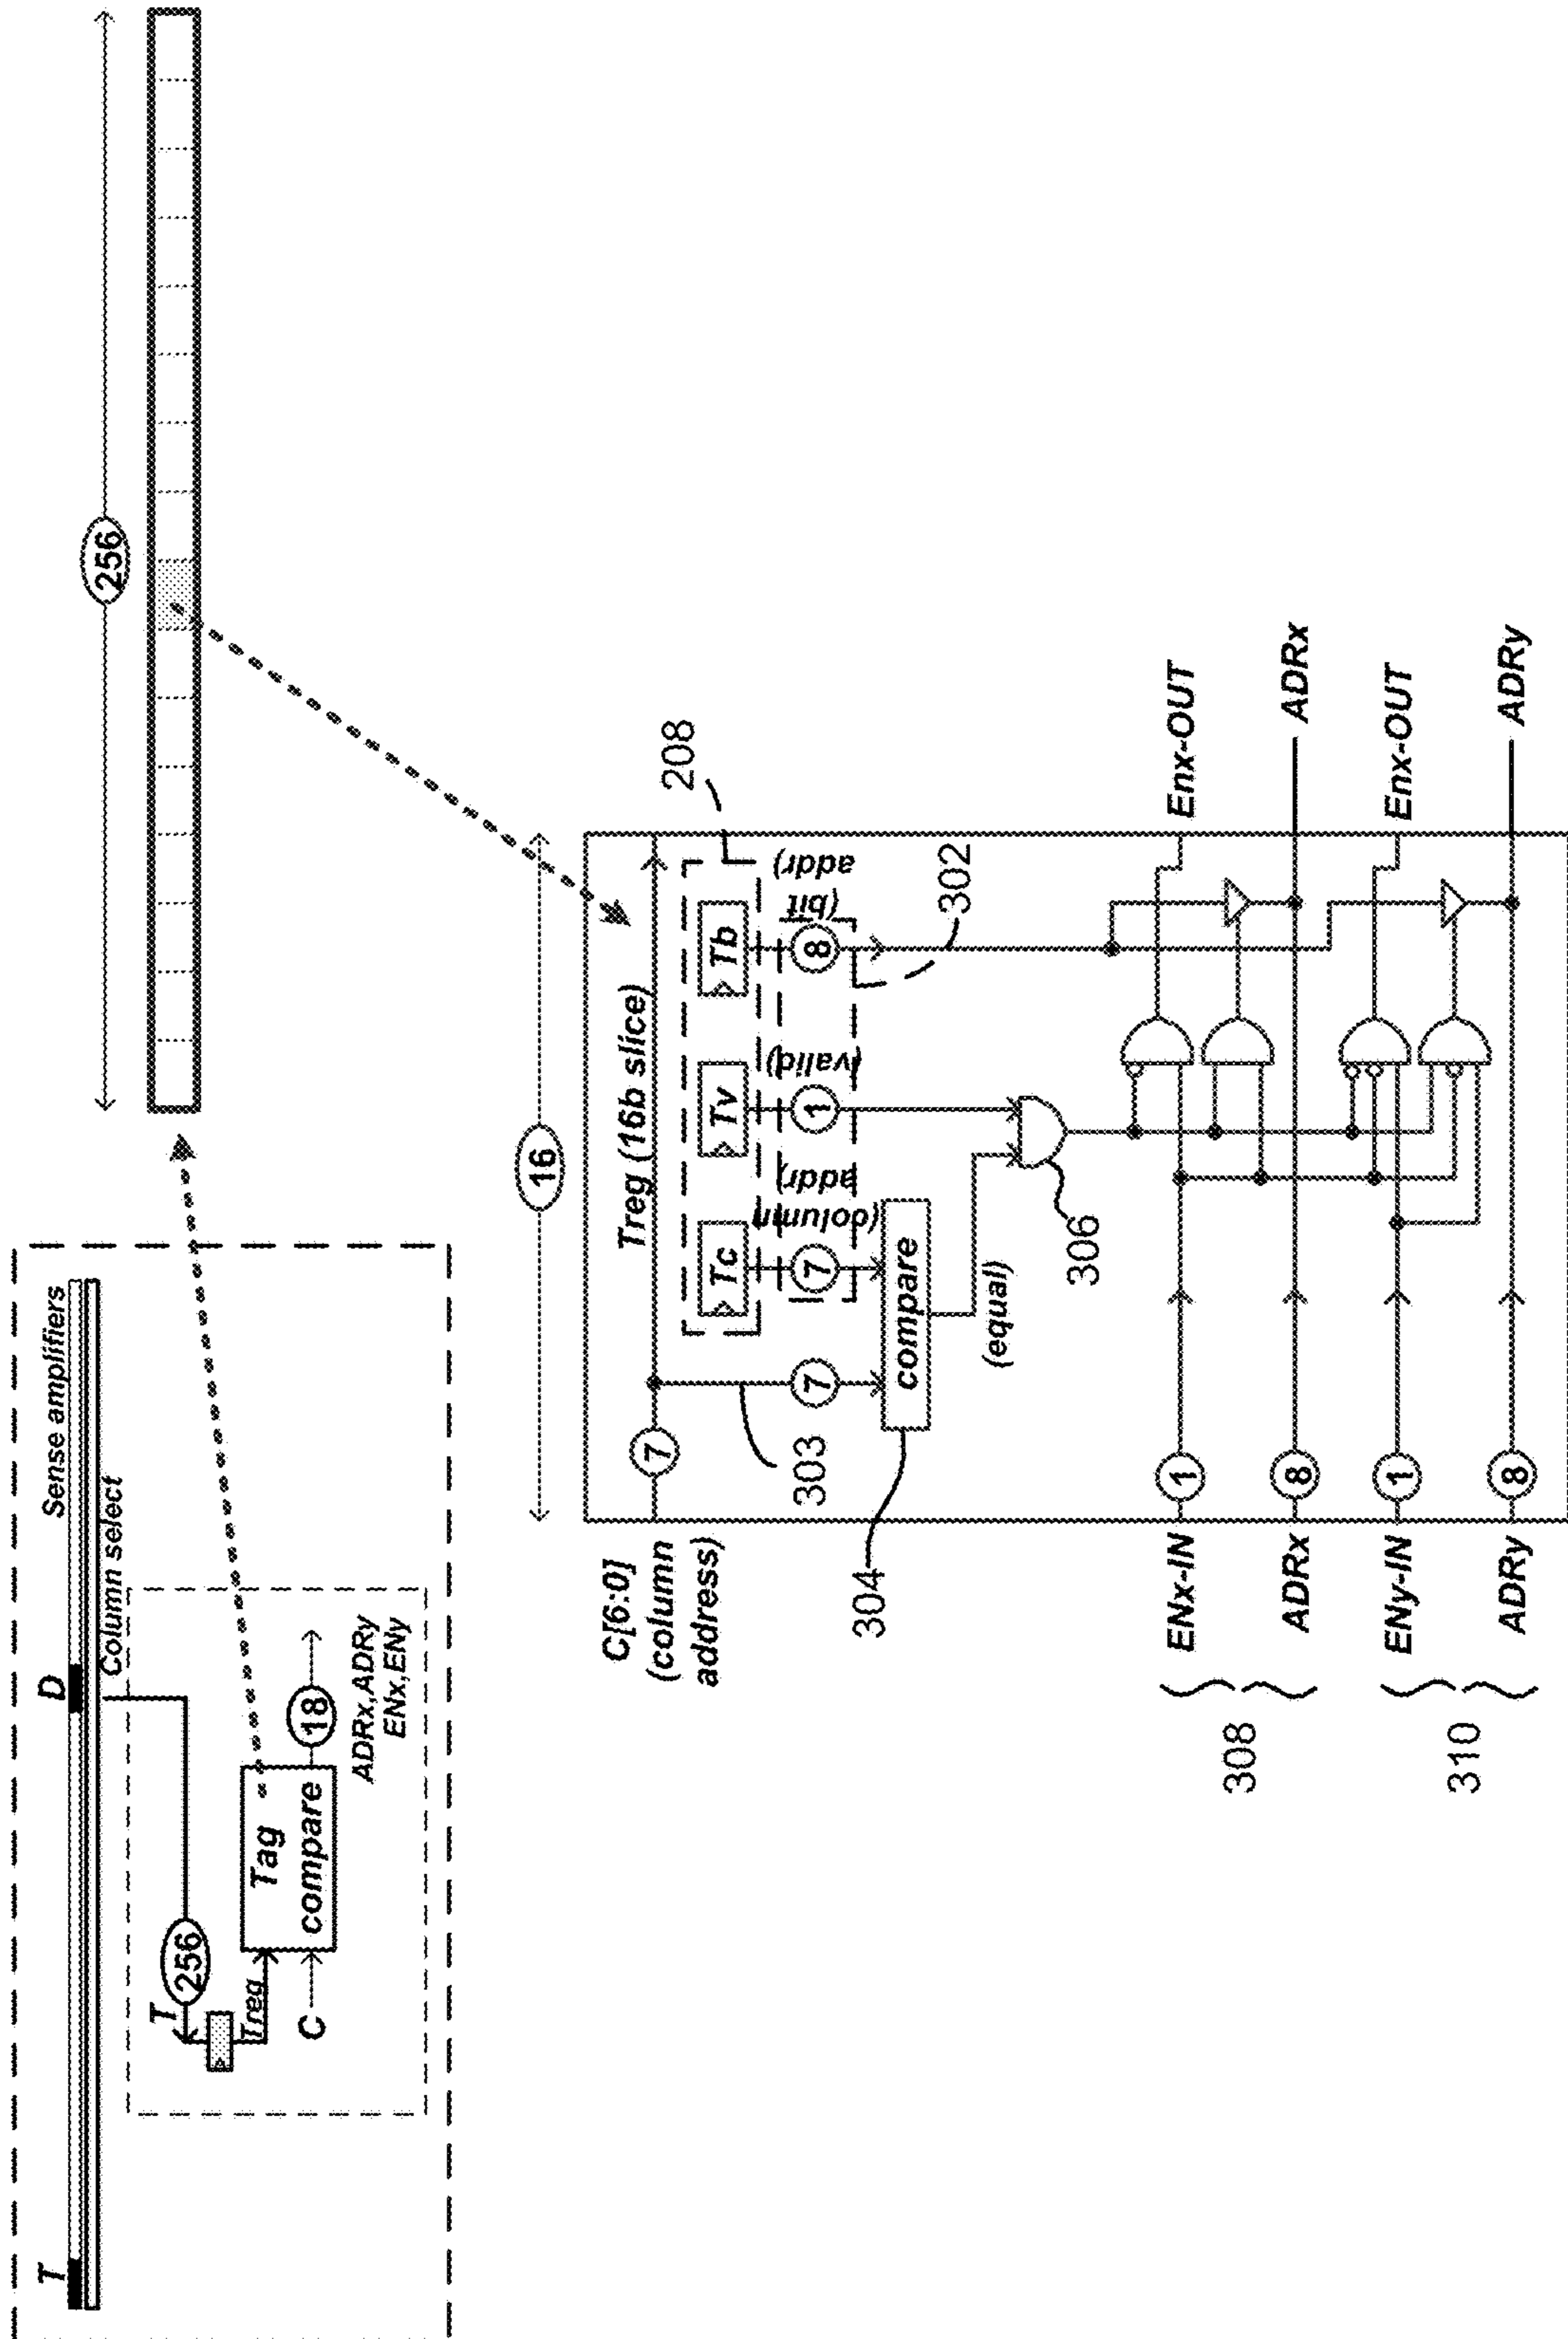 T
D
Sense amplifiers
Column select
T
256
Treg
C
Tag
compare
18
ADRx,ADRy
ENx,ENy
256
16
C[6:0]
(column
address)
7
Treg (16b slice)
208
Tc
Tv
Tb
303
7
7
(column
addr)
1
(valid)
8
(bit
addr)
302
304
compare
(equal)
306
308
ENx-IN
1
Enx-OUT
ADRx
8
ADRx
310
ENy-IN
1
Enx-OUT
ADRy
8
ADRy